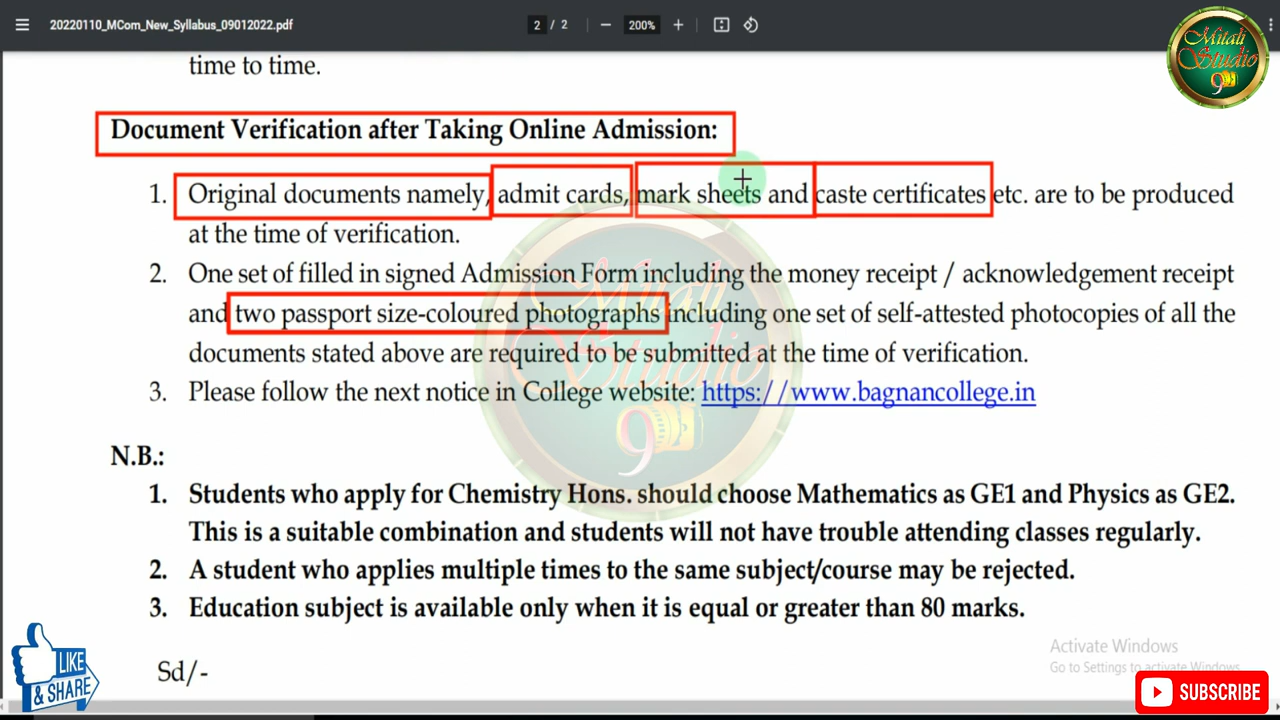 20220110_MCom_New_Syllabus_09012022.pdf
2 / 2
200%
Mitali
Studio
9
time to time.
Document Verification after Taking Online Admission:
1. Original documents namely, admit cards, mark sheets and caste certificates etc. are to be produced
at the time of verification.
2. One set of filled in signed Admission Form including the money receipt / acknowledgement receipt
and two passport size-coloured photographs including one set of self-attested photocopies of all the
documents stated above are required to be submitted at the time of verification.
3. Please follow the next notice in College website: https://www.bagnancollege.in
Mitali
Studio
9
N.B.:
1. Students who apply for Chemistry Hons. should choose Mathematics as GE1 and Physics as GE2.
This is a suitable combination and students will not have trouble attending classes regularly.
2. A student who applies multiple times to the same subject/course may be rejected.
3. Education subject is available only when it is equal or greater than 80 marks.
Sd/-
LIKE
& SHARE
Activate Windows
Go to Settings to activate Windows.
SUBSCRIBE